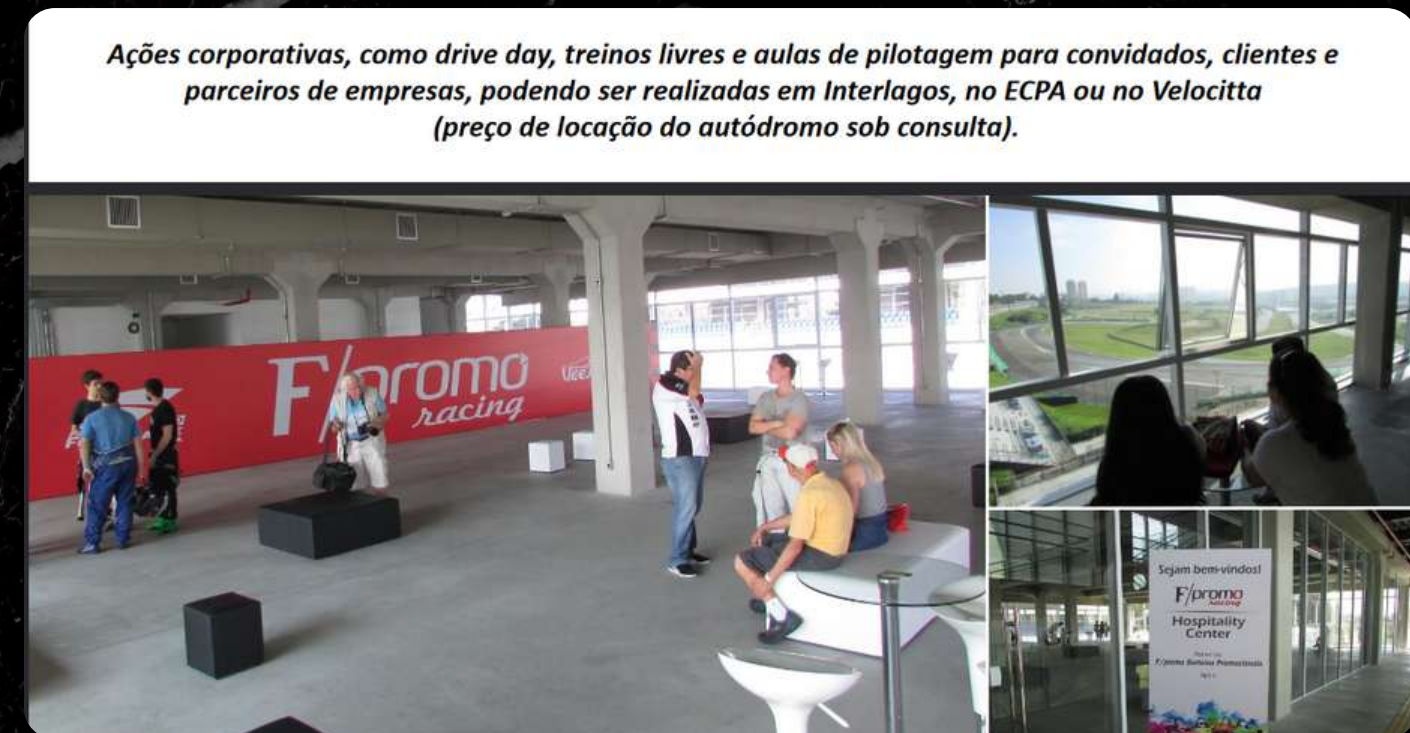 Ações corporativas, como drive day, treinos livres e aulas de pilotagem para convidados, clientes e
parceiros de empresas, podendo ser realizadas em Interlagos, no ECPA ou no Velocitta
(preço de locação do autódromo sob consulta).
F/promo
racing
Sejam bem-vindos!
F/promo
racing
Hospitality
Center
F/promo Promocionais